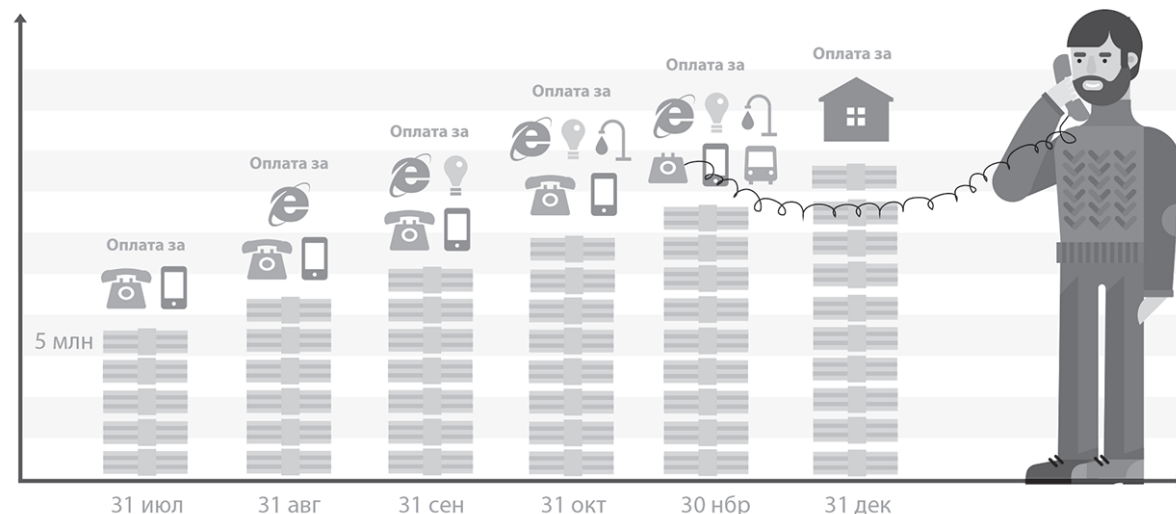 Оплата за
Оплата за
Оплата за
Оплата за
Оплата за
Оплата за
5 млн
31 июл
31 авг
31 сен
31 окт
30 нбр
31 дек